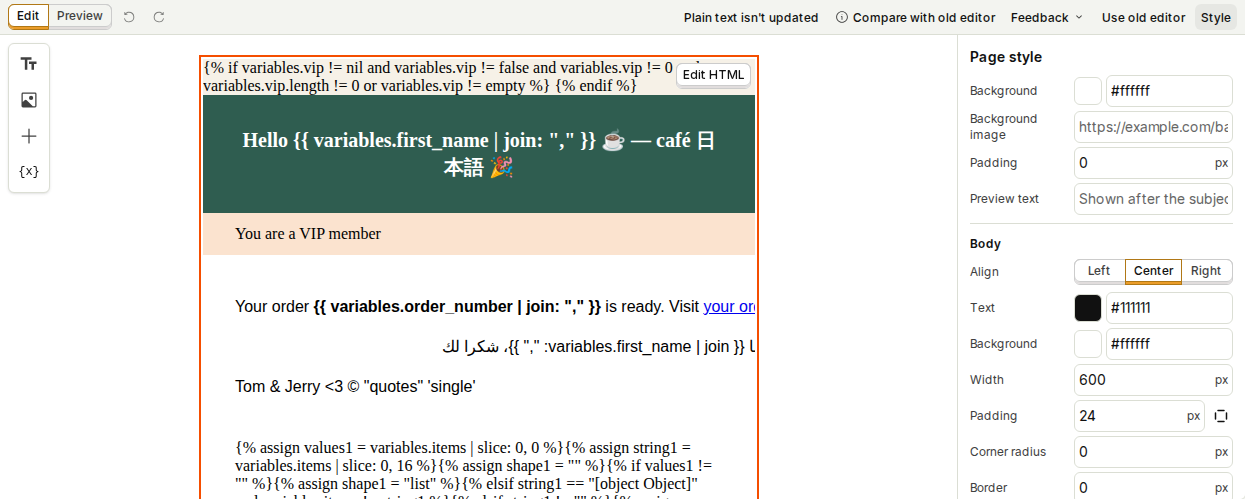 Edit Preview Plain text isn't updated Compare with old editor Feedback Use old editor Style
Tт
{x}
{% if variables.vip != nil and variables.vip != false and variables.vip != 0
variables.vip.length != 0 or variables.vip != empty %} {% endif %}
Edit HTML
Hello {{ variables.first_name | join: "," }} ☕ — café 日
本語 🎉
You are a VIP member
Your order {{ variables.order_number | join: "," }} is ready. Visit your or
{{ variables.first_name | join: "," }}، شكرا لك
Tom & Jerry <3 © "quotes" 'single'
{% assign values1 = variables.items | slice: 0, 0 %}{% assign string1 =
variables.items | slice: 0, 16 %}{% assign shape1 = "" %}{% if values1 !=
"" %}{% assign shape1 = "list" %}{% elsif string1 == "[object Object]"
Page style
Background #ffffff
Background image https://example.com/ba
Padding 0 px
Preview text Shown after the subjec
Body
Align Left Center Right
Text #111111
Background #ffffff
Width 600 px
Padding 24 px
Corner radius 0 px
Border 0 px